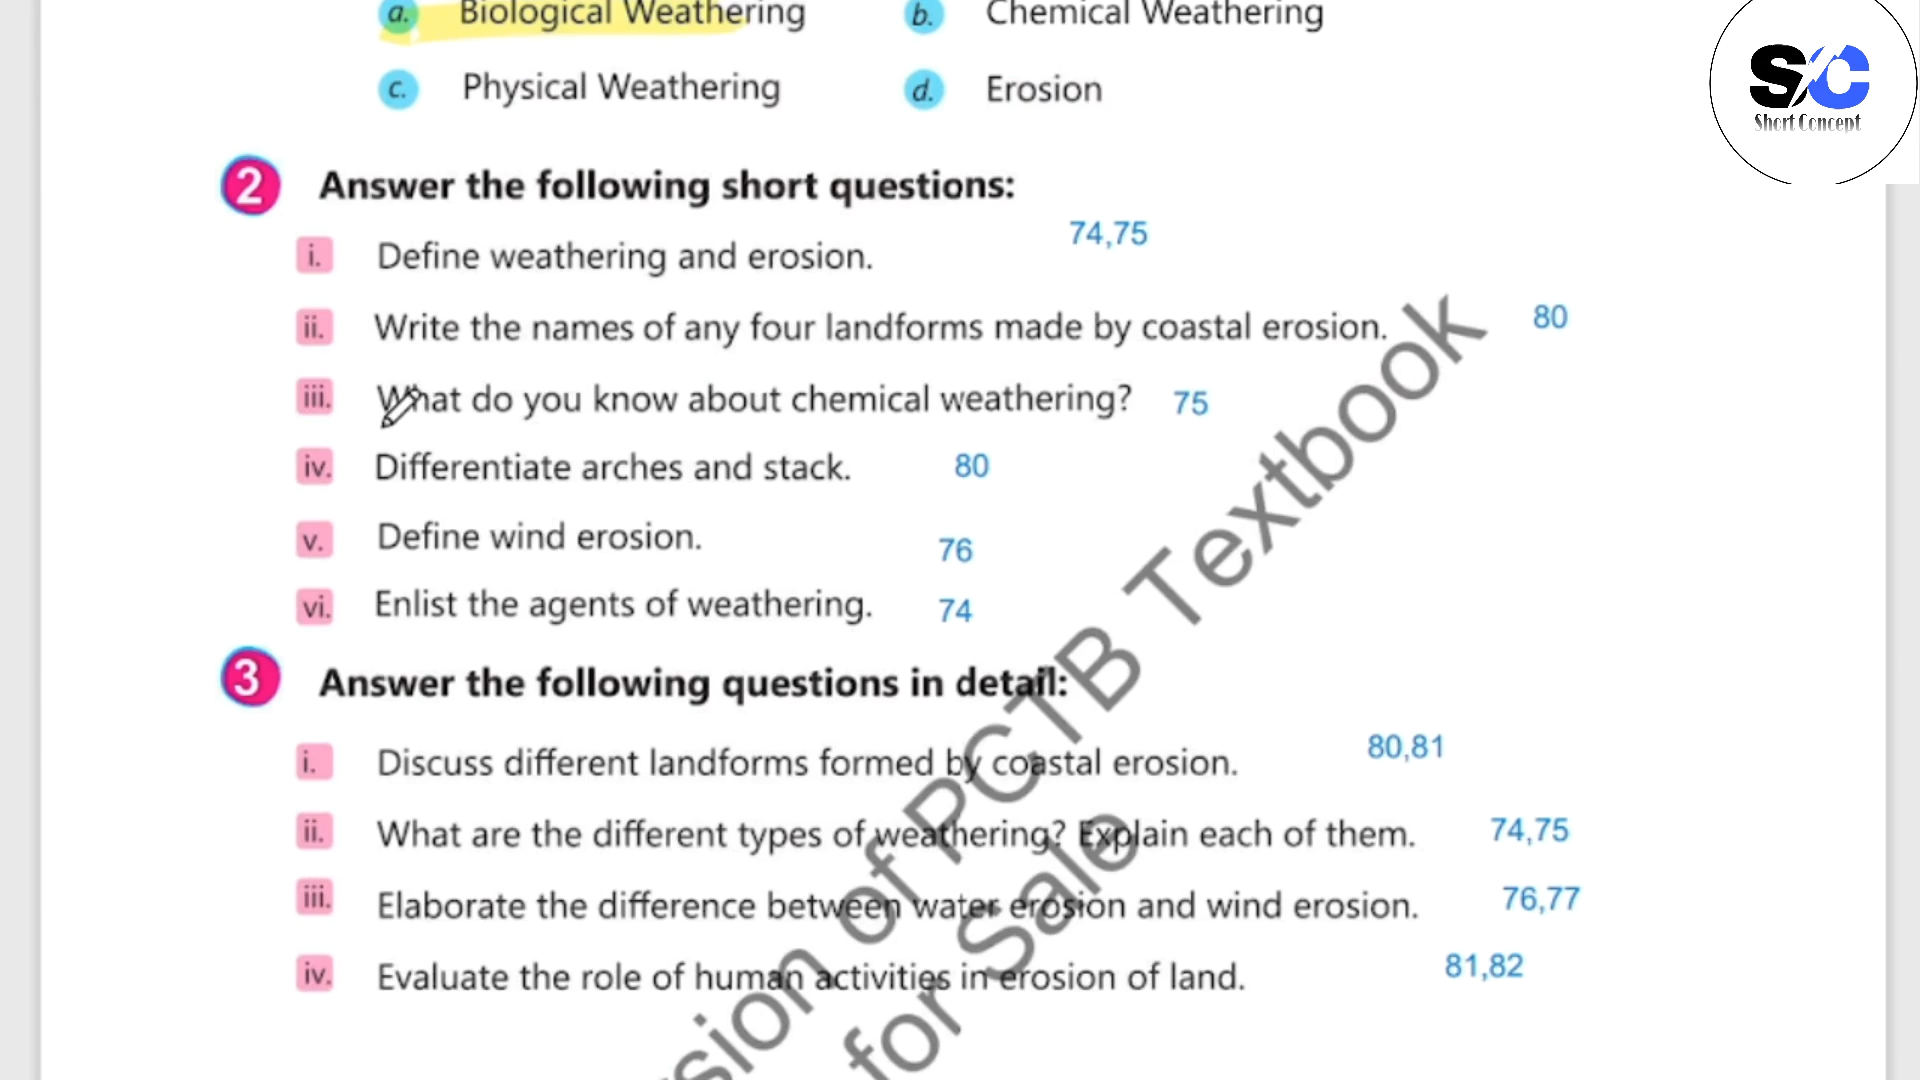 a. Biological Weathering b. Chemical Weathering
c. Physical Weathering d. Erosion
S/C
Short Concept
2 Answer the following short questions:
i. Define weathering and erosion. 74,75
ii. Write the names of any four landforms made by coastal erosion. 80
iii. What do you know about chemical weathering? 75
iv. Differentiate arches and stack. 80
v. Define wind erosion. 76
vi. Enlist the agents of weathering. 74
3 Answer the following questions in detail:
i. Discuss different landforms formed by coastal erosion. 80,81
ii. What are the different types of weathering? Explain each of them. 74,75
iii. Elaborate the difference between water erosion and wind erosion. 76,77
iv. Evaluate the role of human activities in erosion of land. 81,82
of PCTB Textbook
for Sale